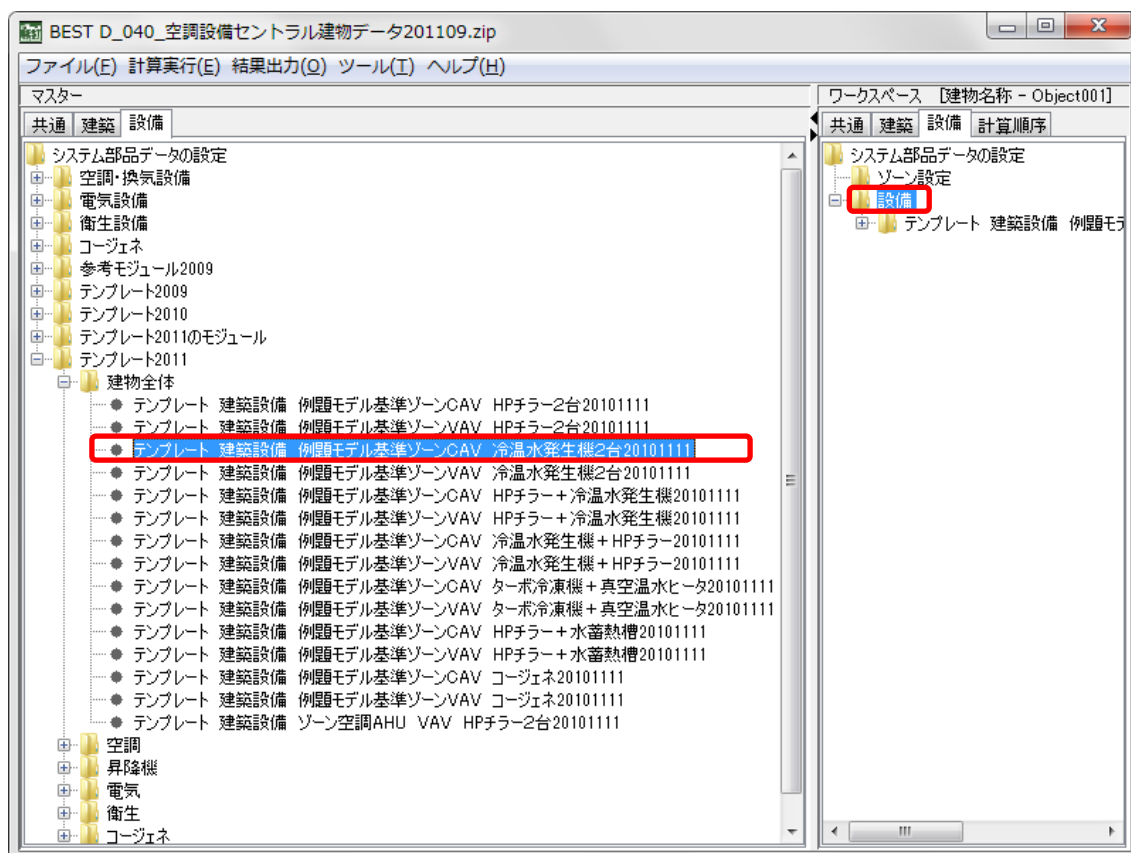 BEST D_040_空調設備セントラル建物データ201109.zip
ファイル(F) 計算実行(E) 結果出力(O) ツール(T) ヘルプ(H)
マスター
共通 建築 設備
システム部品データの設定
空調・換気設備
電気設備
衛生設備
コージェネ
参考モジュール2009
テンプレート2009
テンプレート2010
テンプレート2011のモジュール
テンプレート2011
建物全体
テンプレート 建築設備 例題モデル基準ゾーンCAV HPチラー2台20101111
テンプレート 建築設備 例題モデル基準ゾーンVAV HPチラー2台20101111
テンプレート 建築設備 例題モデル基準ゾーンCAV 冷温水発生機2台20101111
テンプレート 建築設備 例題モデル基準ゾーンVAV 冷温水発生機2台20101111
テンプレート 建築設備 例題モデル基準ゾーンCAV HPチラー+冷温水発生機20101111
テンプレート 建築設備 例題モデル基準ゾーンVAV HPチラー+冷温水発生機20101111
テンプレート 建築設備 例題モデル基準ゾーンCAV 冷温水発生機+HPチラー20101111
テンプレート 建築設備 例題モデル基準ゾーンVAV 冷温水発生機+HPチラー20101111
テンプレート 建築設備 例題モデル基準ゾーンCAV ターボ冷凍機+真空温水ヒータ20101111
テンプレート 建築設備 例題モデル基準ゾーンVAV ターボ冷凍機+真空温水ヒータ20101111
テンプレート 建築設備 例題モデル基準ゾーンCAV HPチラー+水蓄熱槽20101111
テンプレート 建築設備 例題モデル基準ゾーンVAV HPチラー+水蓄熱槽20101111
テンプレート 建築設備 例題モデル基準ゾーンCAV コージェネ20101111
テンプレート 建築設備 例題モデル基準ゾーンVAV コージェネ20101111
テンプレート 建築設備 ゾーン空調AHU VAV HPチラー2台20101111
空調
昇降機
電気
衛生
コージェネ
ワークスペース [建物名称 - Object001]
共通 建築 設備 計算順序
システム部品データの設定
ゾーン設定
設備
テンプレート 建築設備 例題モデ